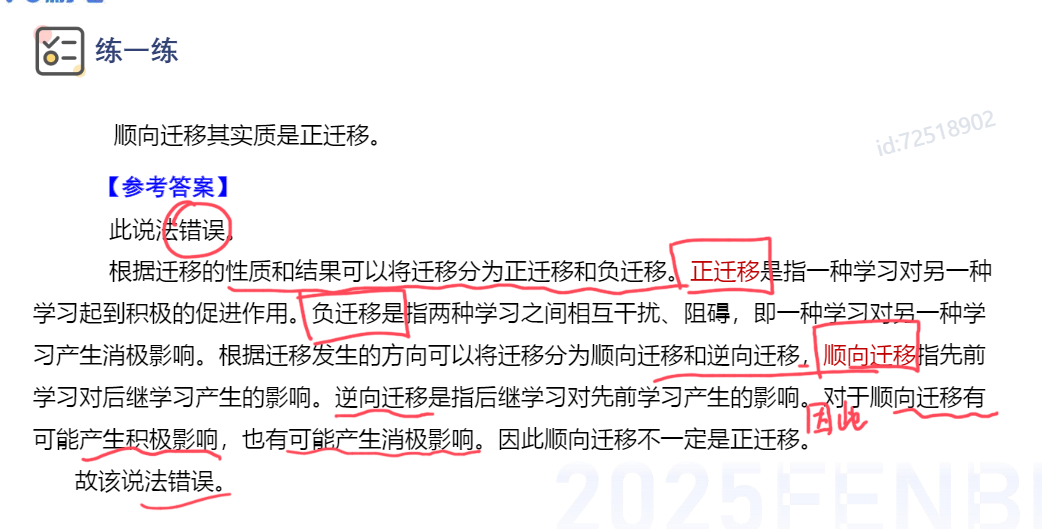 练一练
顺向迁移其实质是正迁移。
id:72518902
【参考答案】
此说法错误。
根据迁移的性质和结果可以将迁移分为正迁移和负迁移。正迁移是指一种学习对另一种
学习起到积极的促进作用。负迁移是指两种学习之间相互干扰、阻碍，即一种学习对另一种学
习产生消极影响。根据迁移发生的方向可以将迁移分为顺向迁移和逆向迁移，顺向迁移指先前
学习对后继学习产生的影响。逆向迁移是指后继学习对先前学习产生的影响。对于顺向迁移有
因此
可能产生积极影响，也有可能产生消极影响。因此顺向迁移不一定是正迁移。
故该说法错误。
2025FENBI